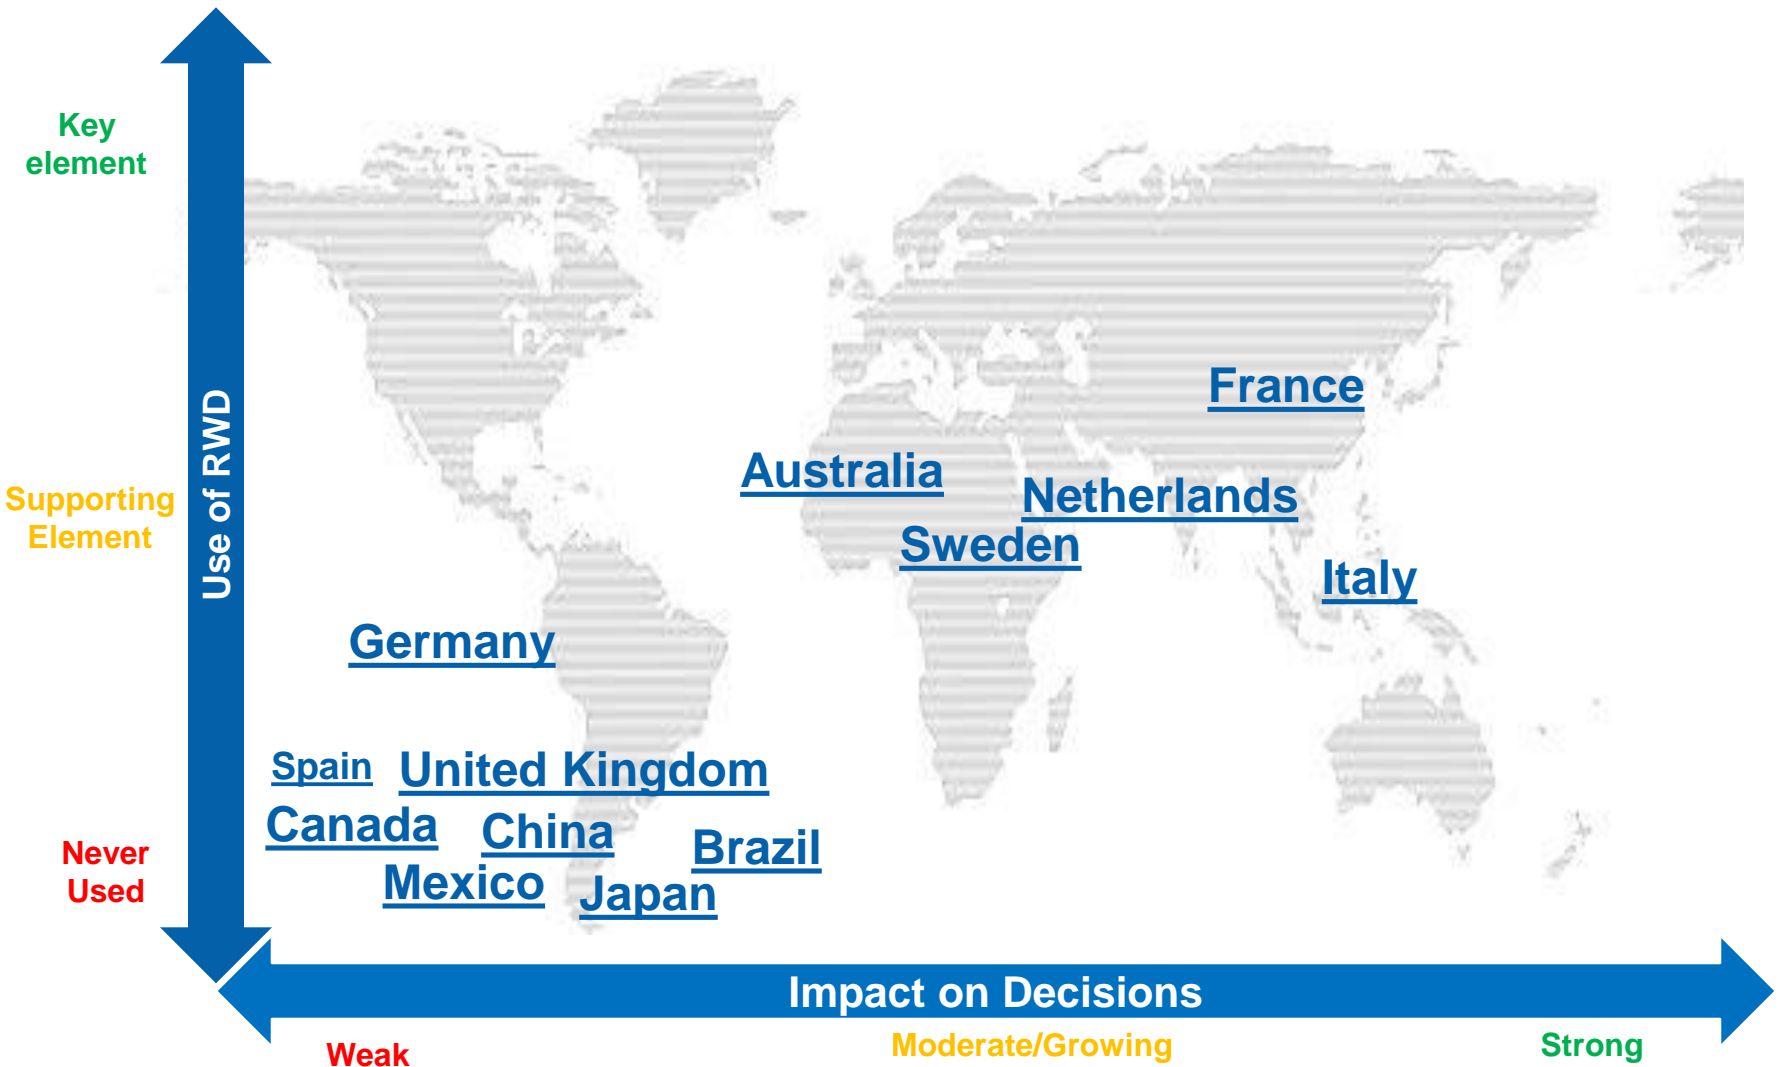 Key
element
Supporting
Element
Never
Used
Use of RWD
France
Australia
Netherlands
Sweden
Italy
Germany
Spain
United Kingdom
Canada
China
Brazil
Mexico
Japan
Impact on Decisions
Weak
Moderate/Growing
Strong